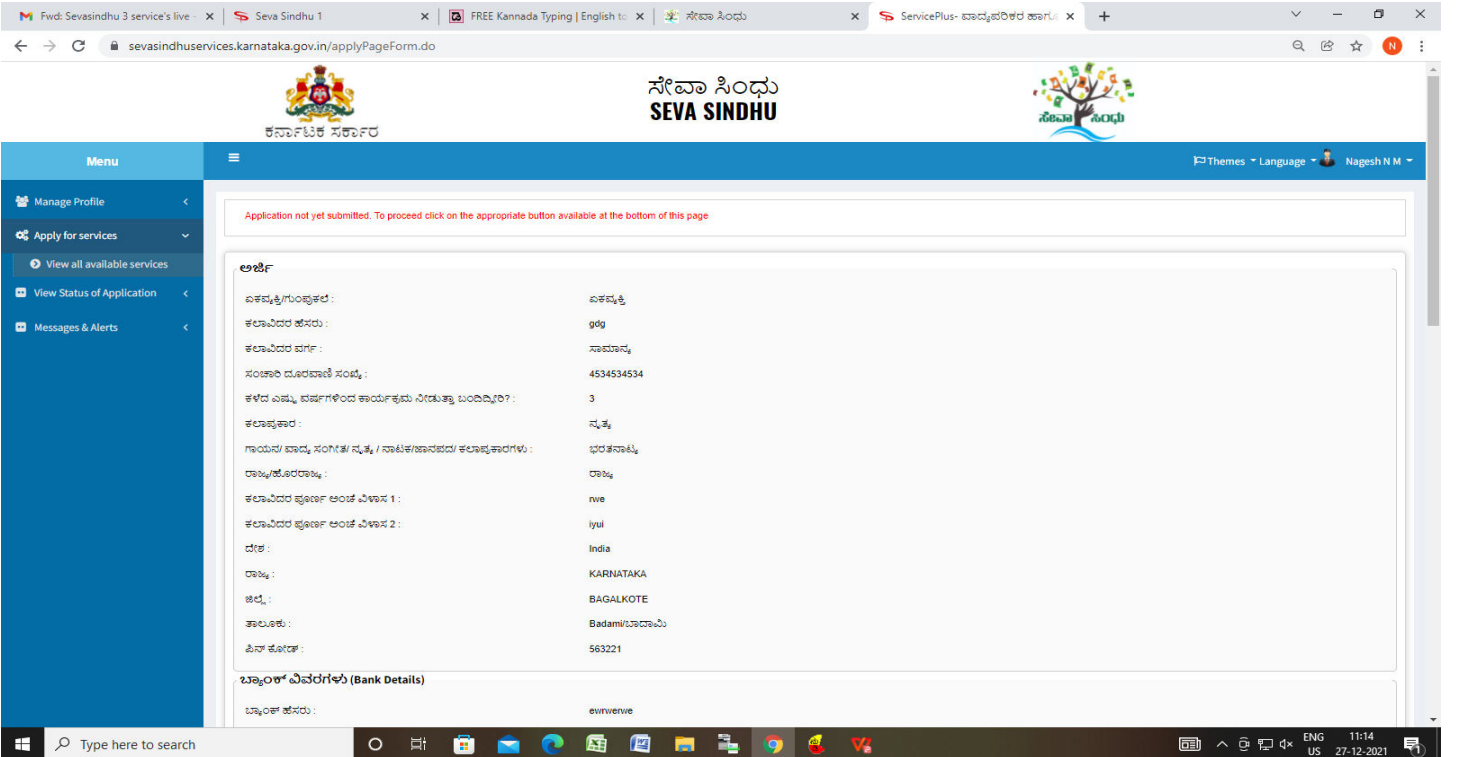 Fwd: Sevasindhu 3 service's live -
Seva Sindhu 1
FREE Kannada Typing | English to
ಸೇವಾ ಸಿಂಧು
ServicePlus- ವಾದ್ಯಪರಿಕರ ಹಾಗೂ
sevasindhuservices.karnataka.gov.in/applyPageForm.do
N
ಕರ್ನಾಟಕ ಸರ್ಕಾರ
ಸೇವಾ ಸಿಂಧು
SEVA SINDHU
ಸೇವಾ ಸಿಂಧು
Menu
Themes Language Nagesh N M
Manage Profile
Apply for services
View all available services
View Status of Application
Messages & Alerts
Application not yet submitted. To proceed click on the appropriate button available at the bottom of this page
ಅರ್ಜಿ
ಏಕವ್ಯಕ್ತಿ/ಗುಂಪುಕಲೆ : ಏಕವ್ಯಕ್ತಿ
ಕಲಾವಿದರ ಹೆಸರು : gdg
ಕಲಾವಿದರ ವರ್ಗ : ಸಾಮಾನ್ಯ
ಸಂಚಾರಿ ದೂರವಾಣಿ ಸಂಖ್ಯೆ : 4534534534
ಕಳೆದ ಎಷ್ಟು ವರ್ಷಗಳಿಂದ ಕಾರ್ಯಕ್ರಮ ನೀಡುತ್ತಾ ಬಂದಿದ್ದೀರಿ? : 3
ಕಲಾಪ್ರಕಾರ : ನೃತ್ಯ
ಗಾಯನ/ ವಾದ್ಯ ಸಂಗೀತ/ ನೃತ್ಯ / ನಾಟಕ/ಜಾನಪದ/ ಕಲಾಪ್ರಕಾರಗಳು : ಭರತನಾಟ್ಯ
ರಾಜ್ಯ/ಹೊರರಾಜ್ಯ : ರಾಜ್ಯ
ಕಲಾವಿದರ ಪೂರ್ಣ ಅಂಚೆ ವಿಳಾಸ 1 : rwe
ಕಲಾವಿದರ ಪೂರ್ಣ ಅಂಚೆ ವಿಳಾಸ 2 : iyui
ದೇಶ : India
ರಾಜ್ಯ : KARNATAKA
ಜಿಲ್ಲೆ : BAGALKOTE
ತಾಲೂಕು : Badami/ಬಾದಾಮಿ
ಪಿನ್ ಕೋಡ್ : 563221
ಬ್ಯಾಂಕ್ ವಿವರಗಳು (Bank Details)
ಬ್ಯಾಂಕ್ ಹೆಸರು : ewrwerwe
Type here to search
ENG 11:14
US 27-12-2021